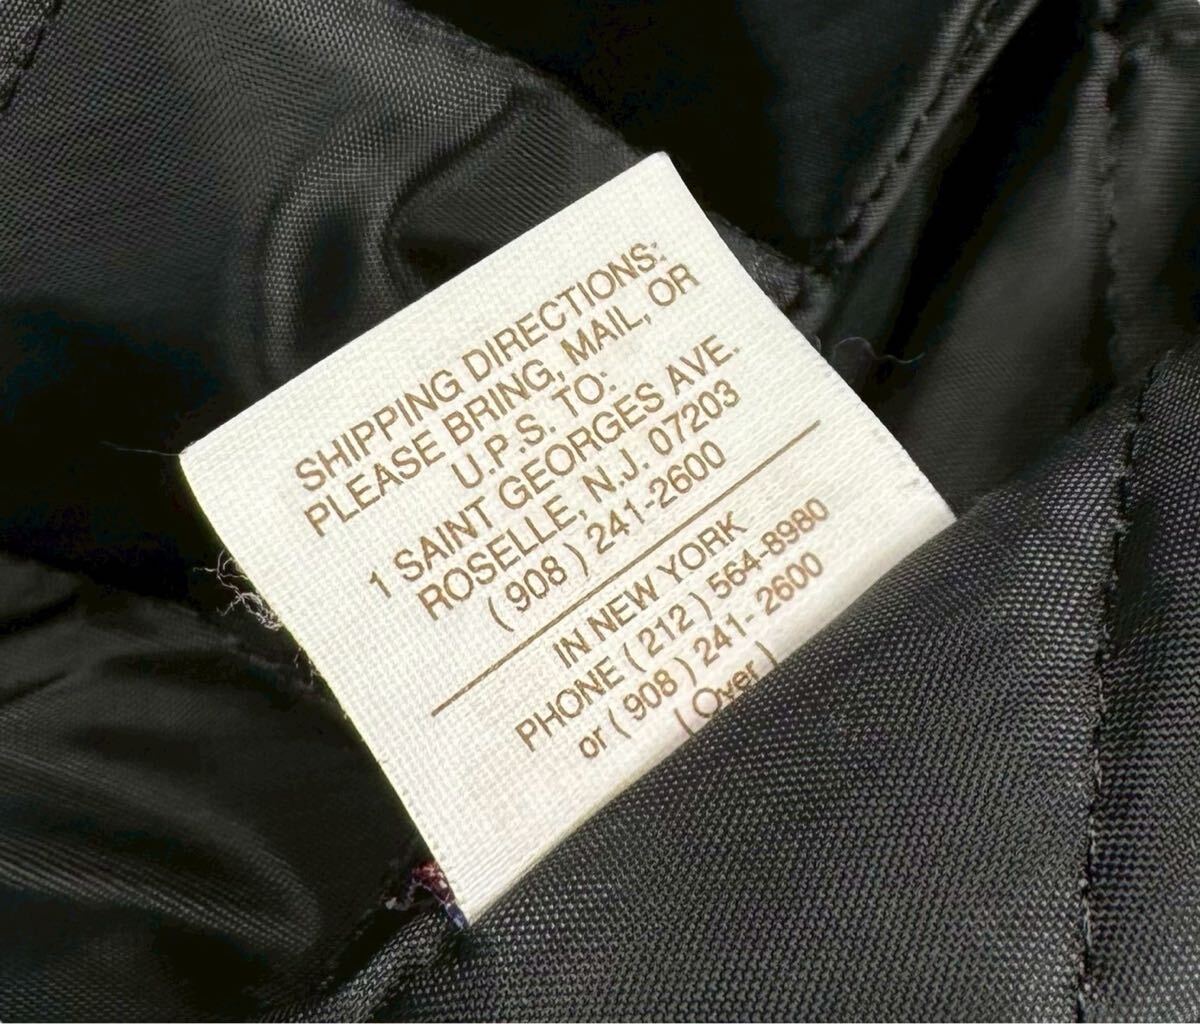 SHIPPING DIRECTIONS:
PLEASE BRING, MAIL, OR
U.P.S. TO:
1 SAINT GEORGES AVE.
ROSELLE, N.J. 07203
( 908 ) 241-2600
IN NEW YORK
PHONE ( 212 ) 564-8980
or ( 908 ) 241- 2600
( Over )